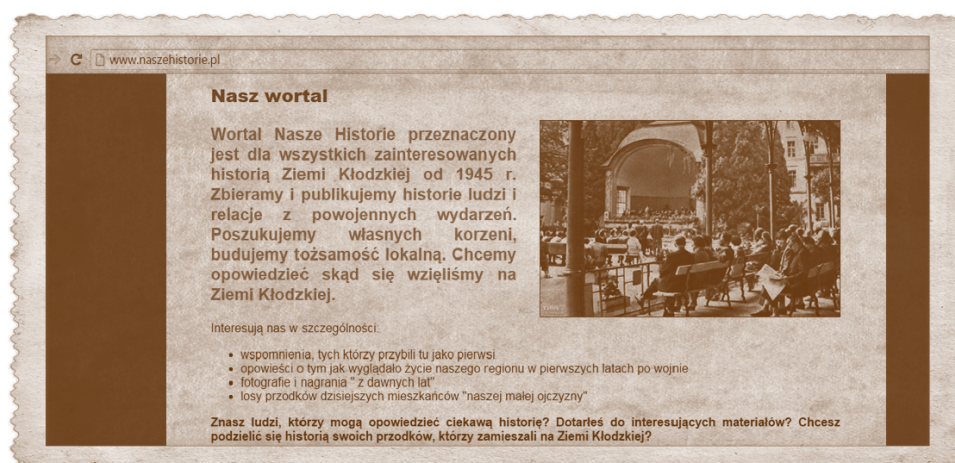 www.naszehistorie.pl
Nasz wortal
Wortal Nasze Historie przeznaczony
jest dla wszystkich zainteresowanych
historią Ziemi Kłodzkiej od 1945 r.
Zbieramy i publikujemy historie ludzi i
relacje z powojennych wydarzeń.
Poszukujemy własnych korzeni,
budujemy tożsamość lokalną. Chcemy
opowiedzieć skąd się wzięliśmy na
Ziemi Kłodzkiej.
Interesują nas w szczególności:
wspomnienia, tych którzy przybili tu jako pierwsi
opowieści o tym jak wyglądało życie naszego regionu w pierwszych latach po wojnie
fotografie i nagrania " z dawnych lat"
losy przodków dzisiejszych mieszkańców "naszej małej ojczyzny"
Znasz ludzi, którzy mogą opowiedzieć ciekawą historię? Dotarłeś do interesujących materiałów? Chcesz
podzielić się historią swoich przodków, którzy zamieszali na Ziemi Kłodzkiej?